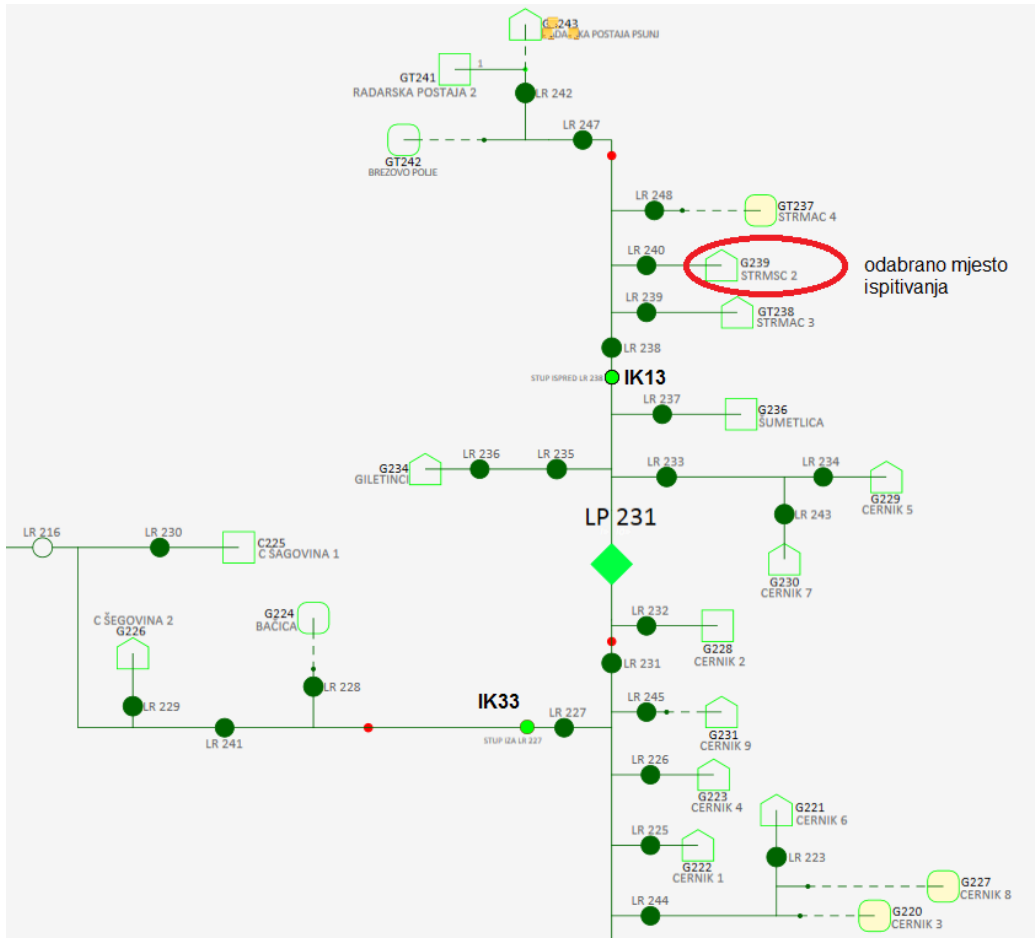 GT243
RADARSKA POSTAJA PSUNJ
GT241
1
RADARSKA POSTAJA 2
LR 242
LR 247
GT242
BREZOVO POLJE
LR 248
GT237
STRMAC 4
LR 240
G239
STRMSC 2
odabrano mjesto
ispitivanja
LR 239
GT238
STRMAC 3
LR 238
STUP ISPRED LR 238
IK13
LR 237
G236
ŠUMETLICA
LR 236
LR 235
G234
GILETINCI
LR 233
LR 234
G229
CERNIK 5
LR 243
LP 231
G230
CERNIK 7
LR 216
LR 230
C225
C ŠAGOVINA 1
LR 232
G228
CERNIK 2
C ŠEGOVINA 2
G226
G224
BAČICA
LR 231
LR 228
LR 229
IK33
LR 227
STUP IZA LR 227
LR 241
LR 245
G231
CERNIK 9
LR 226
G223
CERNIK 4
G221
CERNIK 6
LR 225
G222
CERNIK 1
LR 223
G227
CERNIK 8
LR 244
G220
CERNIK 3